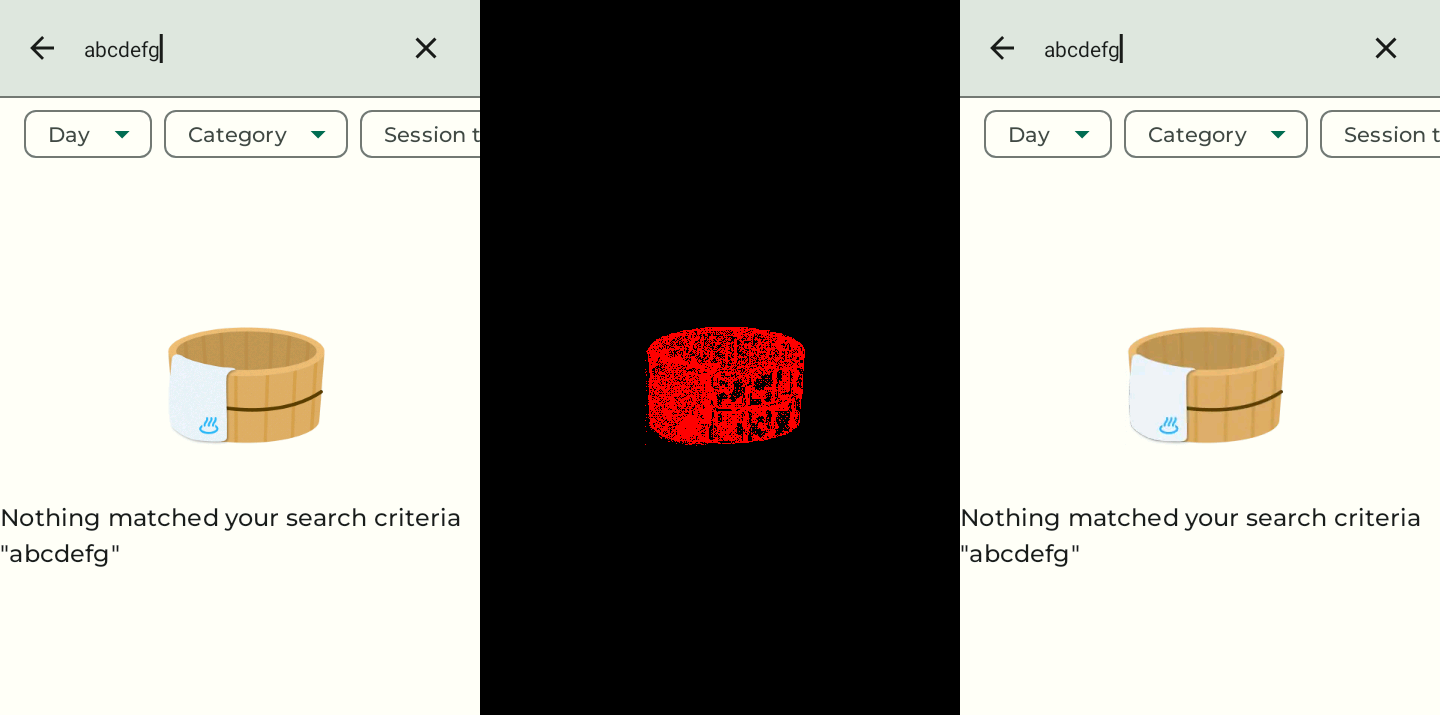 abcdefg
Day
Category
Session t
Nothing matched your search criteria
"abcdefg"
abcdefg
Day
Category
Session t
Nothing matched your search criteria
"abcdefg"